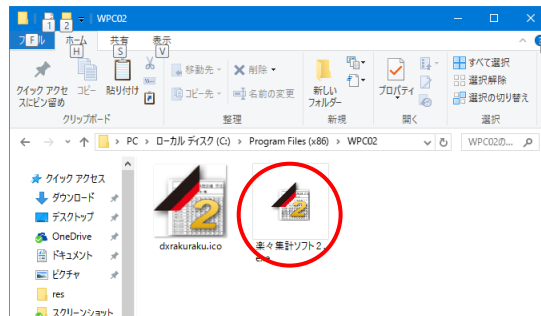 WPC02
1
2
ファイル
F
ホーム
H
共有
S
表示
V
クイック アクセスにピン留め
コピー
貼り付け
移動先
コピー先
削除
名前の変更
新しいフォルダー
プロパティ
すべて選択
選択解除
選択の切り替え
クリップボード
整理
新規
開く
選択
PC › ローカル ディスク (C:) › Program Files (x86) › WPC02
WPC02の...
クイック アクセス
ダウンロード
デスクトップ
OneDrive
ドキュメント
ピクチャ
res
スクリーンショット
2
dxrakuraku.ico
2
楽々集計ソフト2.
exe